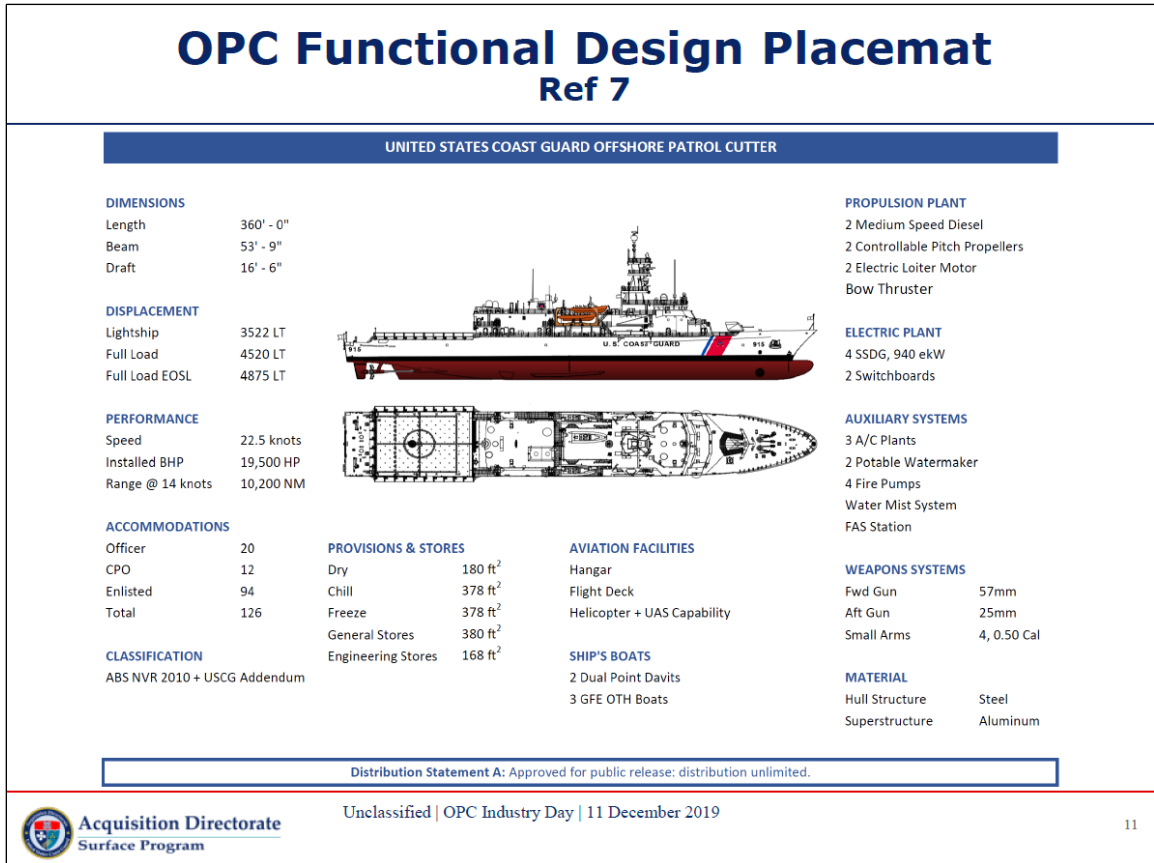 OPC Functional Design Placemat
Ref 7
UNITED STATES COAST GUARD OFFSHORE PATROL CUTTER
DIMENSIONS
Length 360' - 0"
Beam 53' - 9"
Draft 16' - 6"
DISPLACEMENT
Lightship 3522 LT
Full Load 4520 LT
Full Load EOSL 4875 LT
PERFORMANCE
Speed 22.5 knots
Installed BHP 19,500 HP
Range @ 14 knots 10,200 NM
ACCOMMODATIONS
Officer 20
CPO 12
Enlisted 94
Total 126
CLASSIFICATION
ABS NVR 2010 + USCG Addendum
915
U.S. COAST GUARD
915
PROVISIONS & STORES
Dry 180 ft²
Chill 378 ft²
Freeze 378 ft²
General Stores 380 ft²
Engineering Stores 168 ft²
AVIATION FACILITIES
Hangar
Flight Deck
Helicopter + UAS Capability
SHIP'S BOATS
2 Dual Point Davits
3 GFE OTH Boats
PROPULSION PLANT
2 Medium Speed Diesel
2 Controllable Pitch Propellers
2 Electric Loiter Motor
Bow Thruster
ELECTRIC PLANT
4 SSDG, 940 ekW
2 Switchboards
AUXILIARY SYSTEMS
3 A/C Plants
2 Potable Watermaker
4 Fire Pumps
Water Mist System
FAS Station
WEAPONS SYSTEMS
Fwd Gun 57mm
Aft Gun 25mm
Small Arms 4, 0.50 Cal
MATERIAL
Hull Structure Steel
Superstructure Aluminum
Distribution Statement A: Approved for public release: distribution unlimited.
Acquisition Directorate
Surface Program
Unclassified | OPC Industry Day | 11 December 2019
11